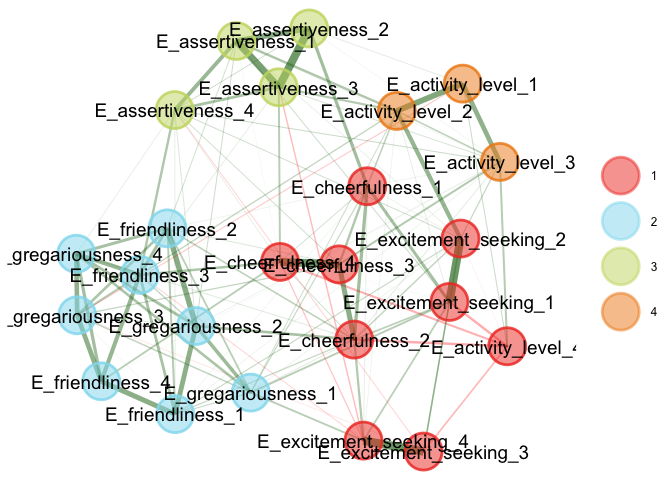 E_assertiveness_2
E_assertiveness_1
E_activity_level_1
E_assertiveness_3
E_assertiveness_4
E_activity_level_2
E_activity_level_3
E_cheerfulness_1
1
E_friendliness_2
2
E_excitement_seeking_2
_gregariousness_4
E_cheerfulness_4
E_cheerfulness_3
E_friendliness_3
3
E_excitement_seeking_1
4
_gregariousness_3
E_gregariousness_2
E_cheerfulness_2
E_activity_level_4
E_friendliness_4
E_gregariousness_1
E_friendliness_1
E_excitement_seeking_4
E_excitement_seeking_3